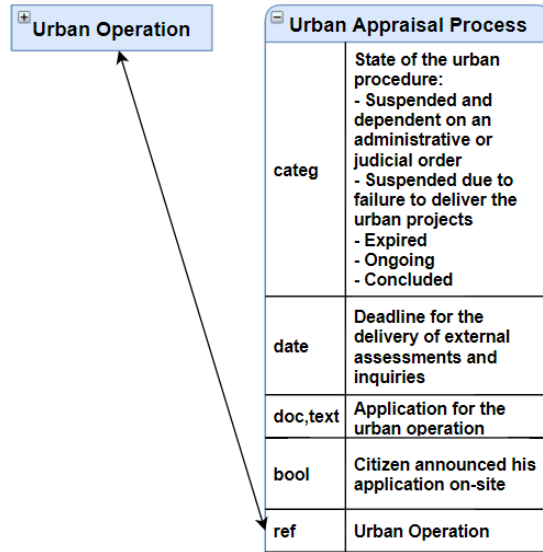 Urban Operation
Urban Appraisal Process
categ
State of the urban
procedure:
- Suspended and
dependent on an
administrative or
judicial order
- Suspended due to
failure to deliver the
urban projects
- Expired
- Ongoing
- Concluded
date
Deadline for the
delivery of external
assessments and
inquiries
doc,text
Application for the
urban operation
bool
Citizen announced his
application on-site
ref
Urban Operation